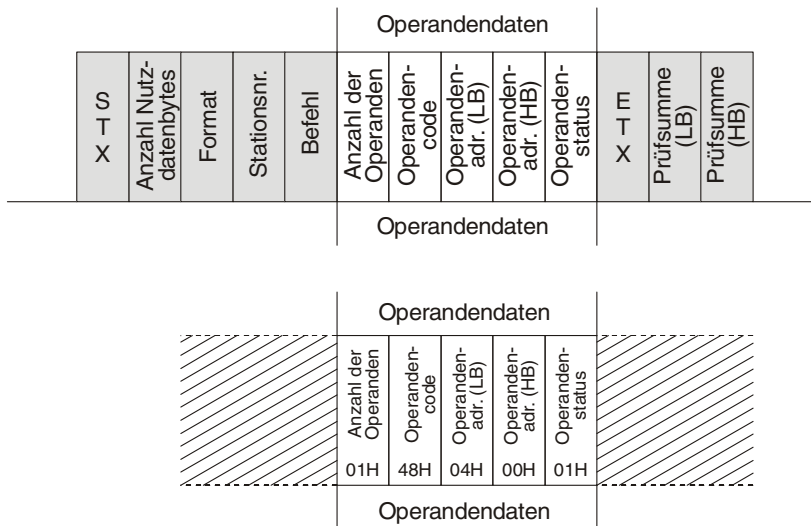 Operandendaten
S
T
X
Anzahl Nutz-
datenbytes
Format
Stationsnr.
Befehl
Anzahl der
Operanden
Operanden-
code
Operanden-
adr. (LB)
Operanden-
adr. (HB)
Operanden-
status
E
T
X
Prüfsumme
(LB)
Prüfsumme
(HB)
Operandendaten
Operandendaten
Anzahl der
Operanden
Operanden-
code
Operanden-
adr. (LB)
Operanden-
adr. (HB)
Operanden-
status
01H
48H
04H
00H
01H
Operandendaten